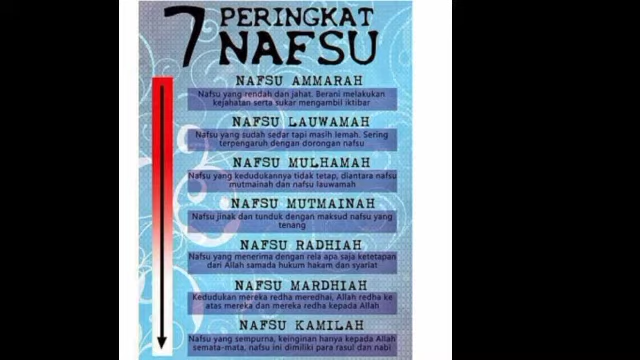 7 PERINGKAT
NAFSU
NAFSU AMMARAH
Nafsu yang rendah dan jahat. Berani melakukan
kejahatan serta sukar mengambil iktibar
NAFSU LAUWAMAH
Nafsu yang sudah sedar tapi masih lemah. Sering
terpengaruh dengan dorongan nafsu
NAFSU MULHAMAH
Nafsu yang kedudukannya tidak tetap, diantara nafsu
mutmainah dan nafsu lauwamah
NAFSU MUTMAINAH
Nafsu jinak dan tunduk dengan maksud nafsu yang
tenang
NAFSU RADHIAH
Nafsu yang menerima dengan rela apa saja ketetapan
dari Allah samada hukum hakam dan syariat
NAFSU MARDHIAH
Kedudukan mereka redha meredhai, Allah redha ke
atas mereka dan mereka redha kepada Allah
NAFSU KAMILAH
Nafsu yang sempurna, keinginan hanya kepada Allah
semata-mata, nafsu ini dimiliki para rasul dan nabi